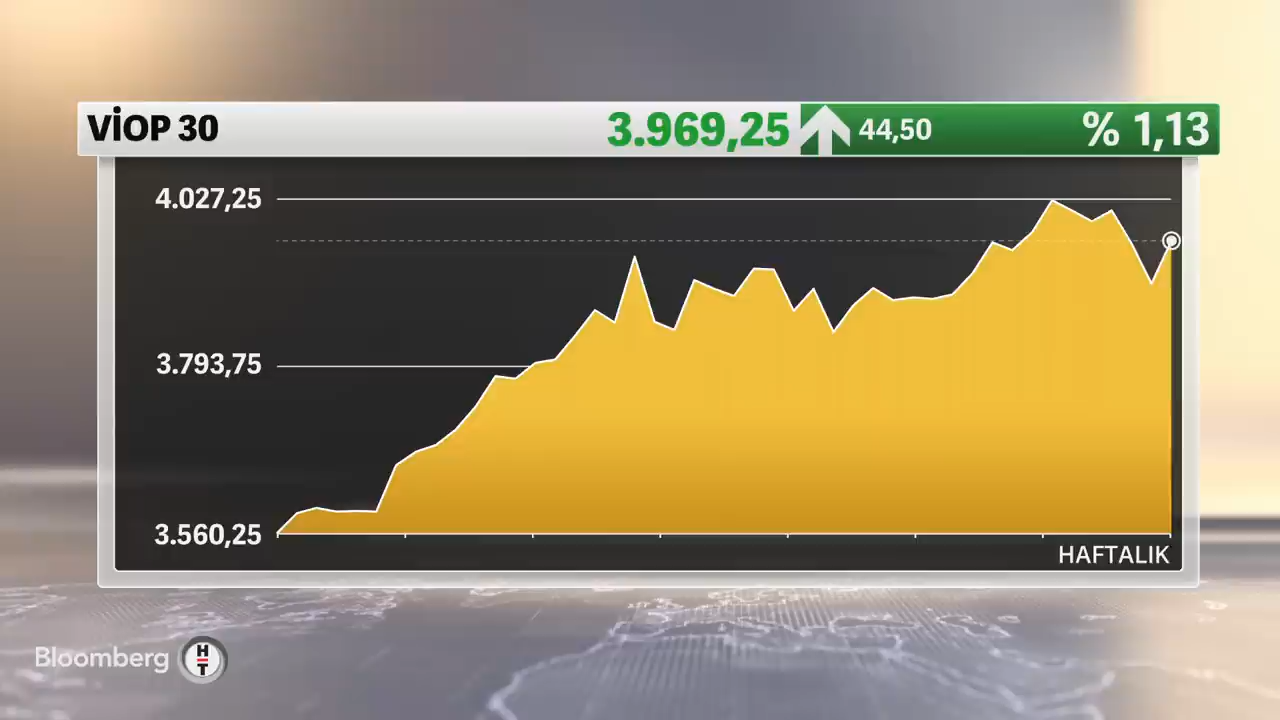 VİOP 30 3.969,25 44,50 % 1,13
4.027,25
3.793,75
3.560,25
HAFTALIK
Bloomberg HT